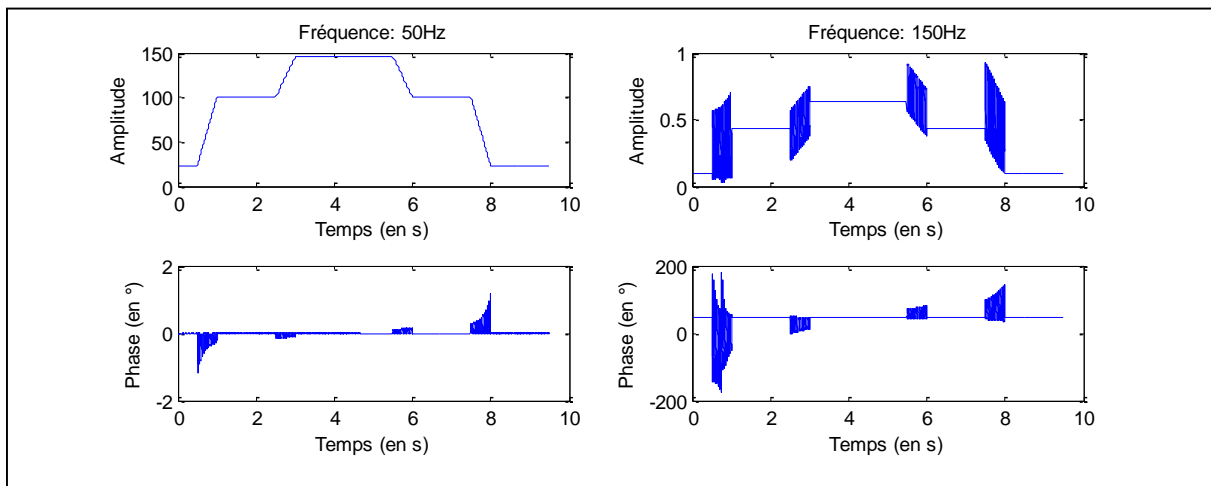 Fréquence: 50Hz
150
100
50
0
Amplitude
0 2 4 6 8 10
Temps (en s)
Fréquence: 150Hz
1
0.5
0
Amplitude
0 2 4 6 8 10
Temps (en s)
2
0
-2
Phase (en °)
0 2 4 6 8 10
Temps (en s)
200
0
-200
Phase (en °)
0 2 4 6 8 10
Temps (en s)